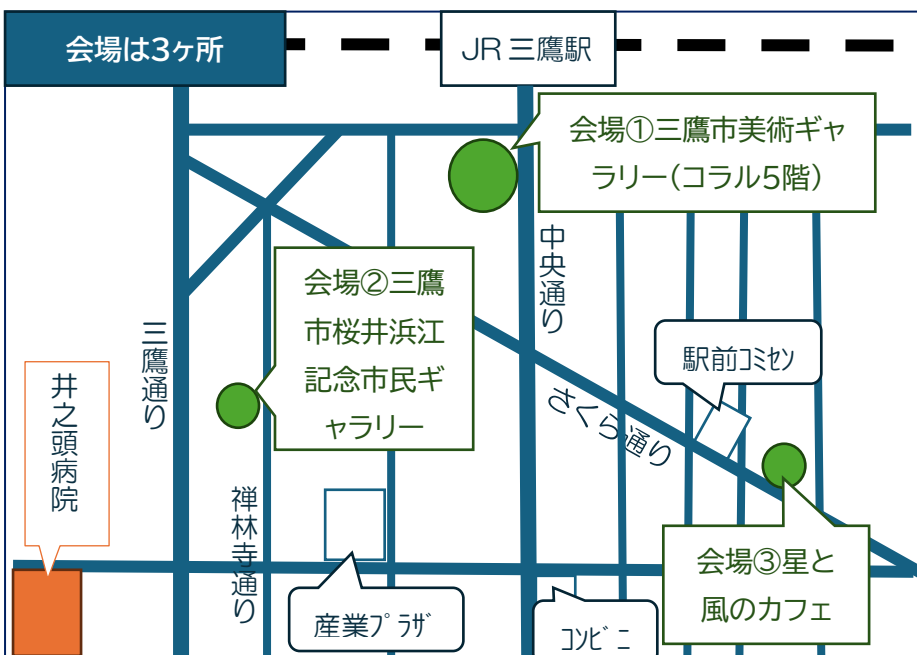 会場は3ヶ所
JR 三鷹駅
会場①三鷹市美術ギャ
ラリー（コラル5階）
中央通り
会場②三鷹
市桜井浜江
記念市民ギ
ャラリー
三鷹通り
駅前ｺﾐｾﾝ
井之頭病院
さくら通り
禅林寺通り
会場③星と
風のカフェ
産業ﾌﾟﾗｻﾞ
ｺﾝﾋﾞﾆ